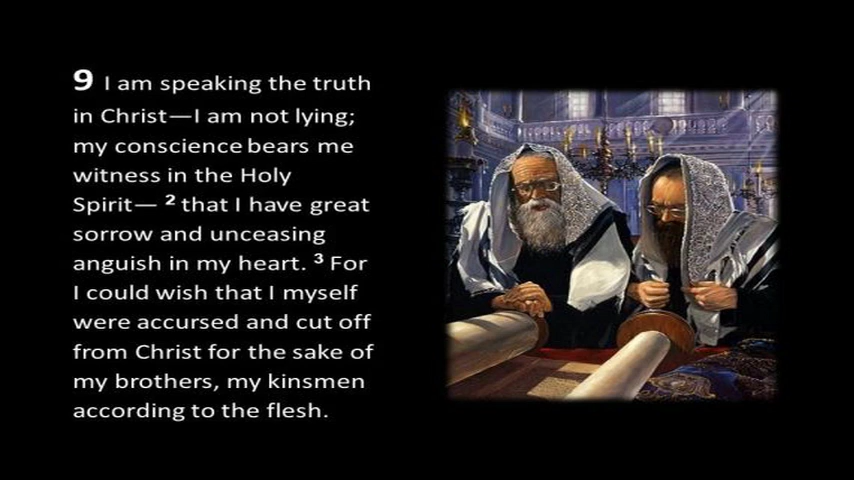 9 I am speaking the truth
in Christ—I am not lying;
my conscience bears me
witness in the Holy
Spirit— ² that I have great
sorrow and unceasing
anguish in my heart. ³ For
I could wish that I myself
were accursed and cut off
from Christ for the sake of
my brothers, my kinsmen
according to the flesh.